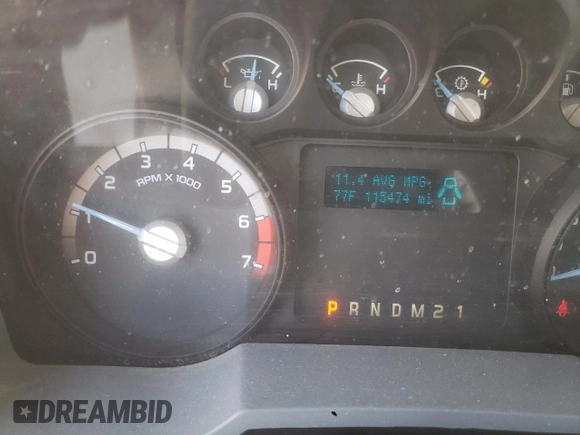 L H
H
C H
0 1 2 3 4 5 6 7
RPM X 1000
11.4 AVG MPG
77F 115474 mi
P R N D M 2 1
DREAMBID